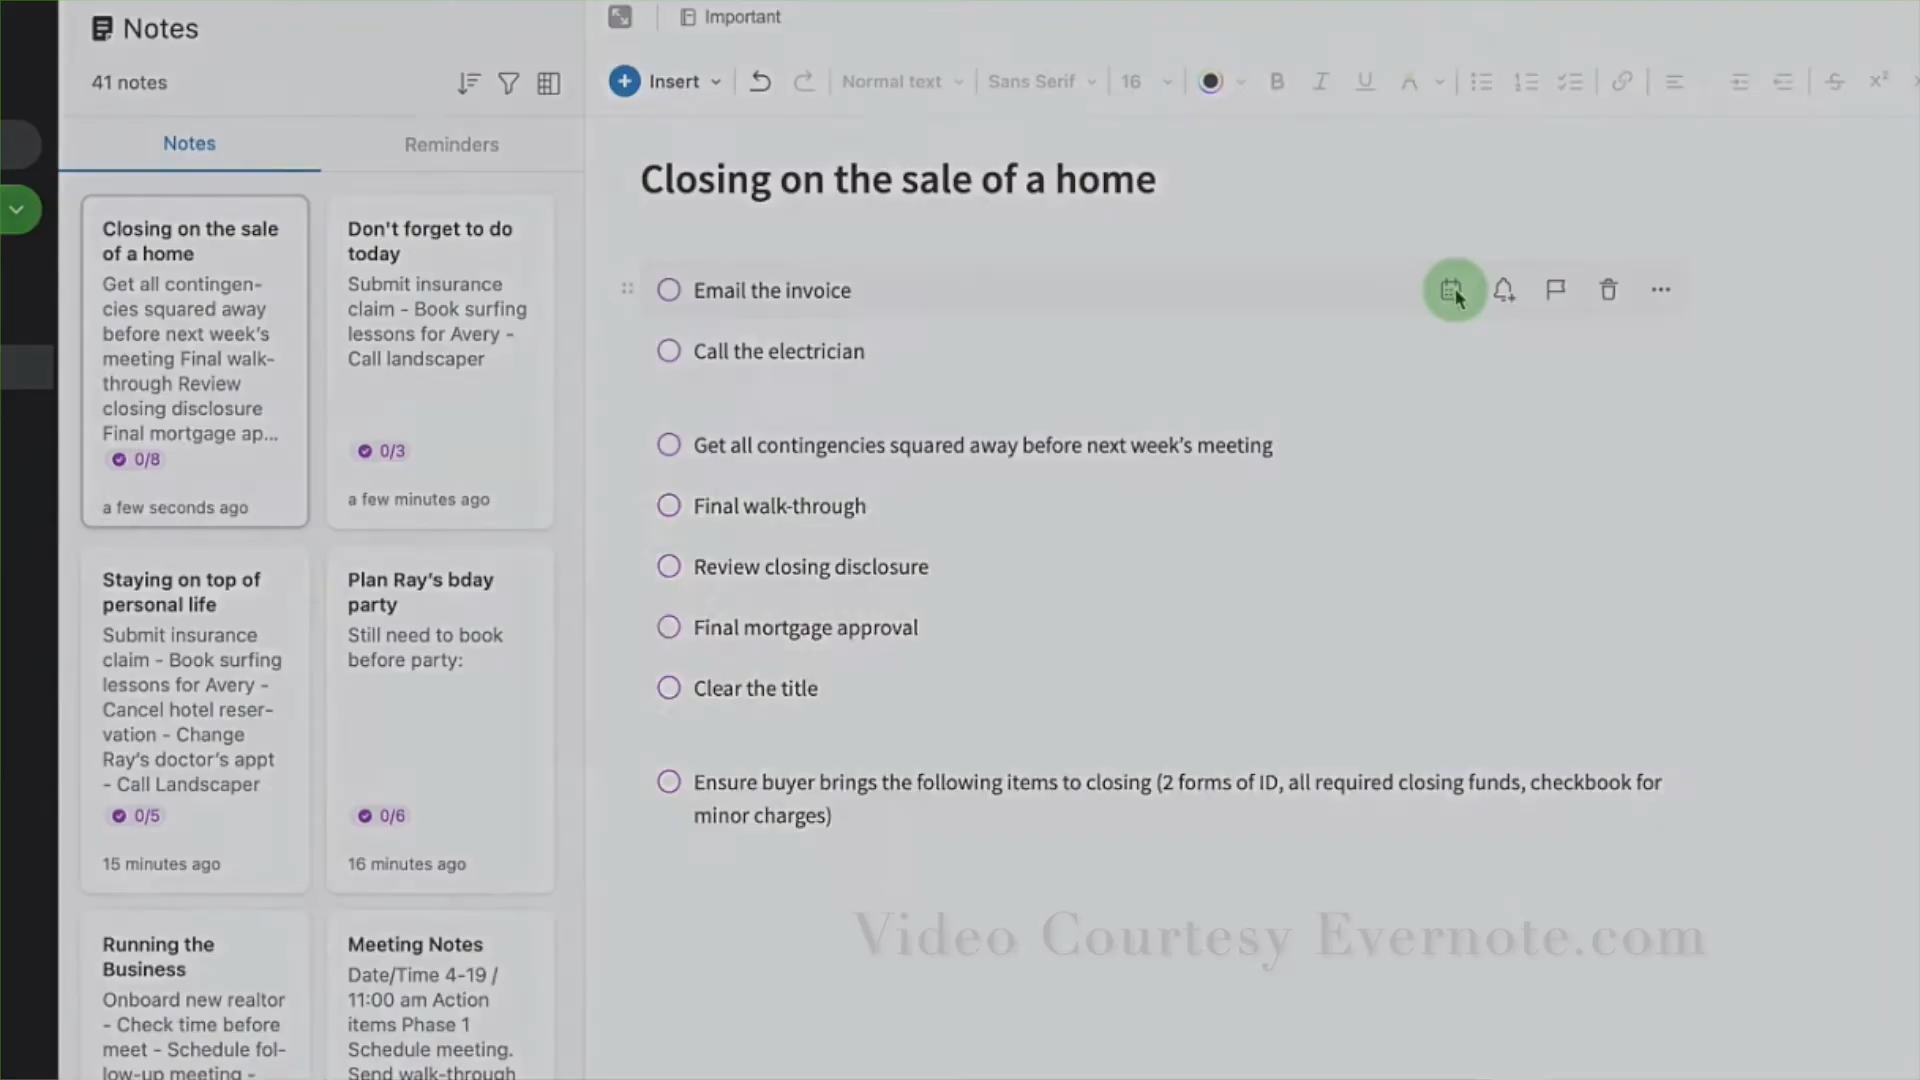 Notes
41 notes
Notes
Reminders
Closing on the sale
of a home
Get all contingen-
cies squared away
before next week's
meeting Final walk-
through Review
closing disclosure
Final mortgage ap...
0/8
a few seconds ago
Don't forget to do
today
Submit insurance
claim - Book surfing
lessons for Avery -
Call landscaper
0/3
a few minutes ago
Staying on top of
personal life
Submit insurance
claim - Book surfing
lessons for Avery -
Cancel hotel reser-
vation - Change
Ray's doctor's appt
- Call Landscaper
0/5
15 minutes ago
Plan Ray's bday
party
Still need to book
before party:
0/6
16 minutes ago
Running the
Business
Onboard new realtor
- Check time before
meet - Schedule fol-
low-up meeting -
Meeting Notes
Date/Time 4-19 /
11:00 am Action
items Phase 1
Schedule meeting.
Send walk-through
Important
Insert
Normal text
Sans Serif
16
B I U A
Closing on the sale of a home
Email the invoice
Call the electrician
Get all contingencies squared away before next week's meeting
Final walk-through
Review closing disclosure
Final mortgage approval
Clear the title
Ensure buyer brings the following items to closing (2 forms of ID, all required closing funds, checkbook for
minor charges)
Video Courtesy Evernote.com